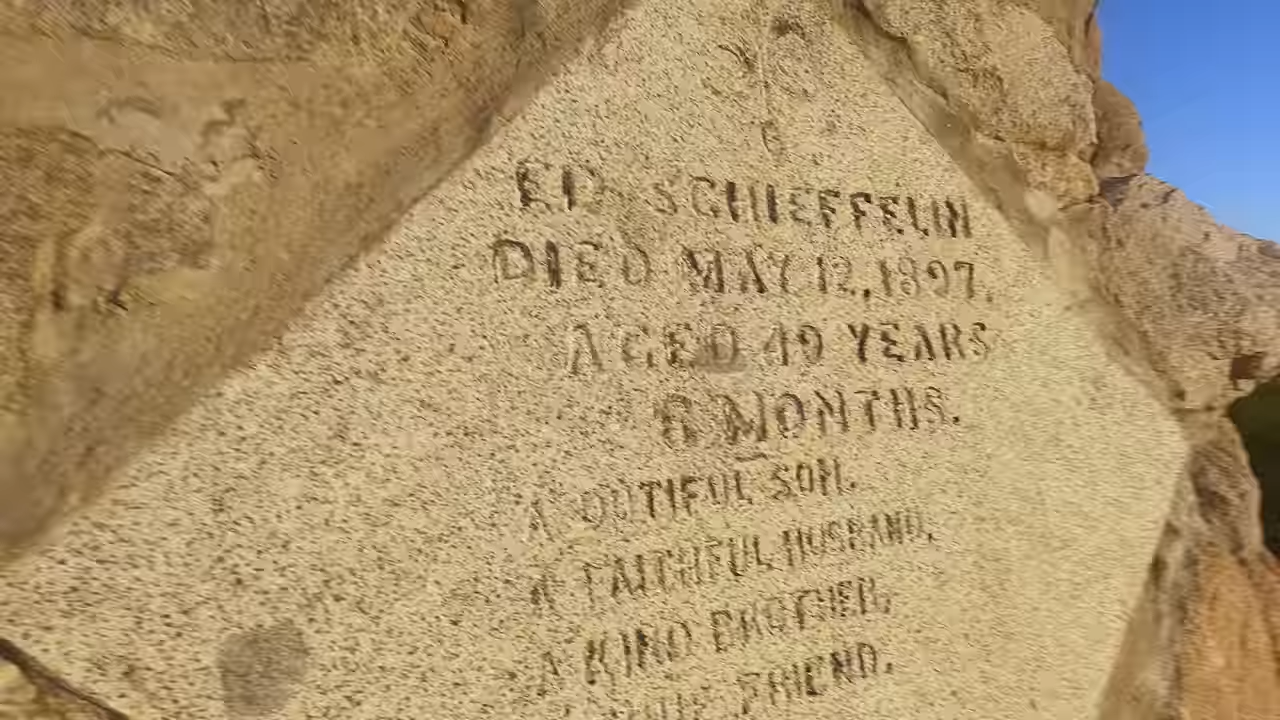 ED SCHIEFFELIN
DIED MAY 12, 1897.
AGED 49 YEARS
8 MONTHS.
A DUTIFUL SON.
A FAITHFUL HUSBAND.
A KIND BROTHER.
FRIEND.